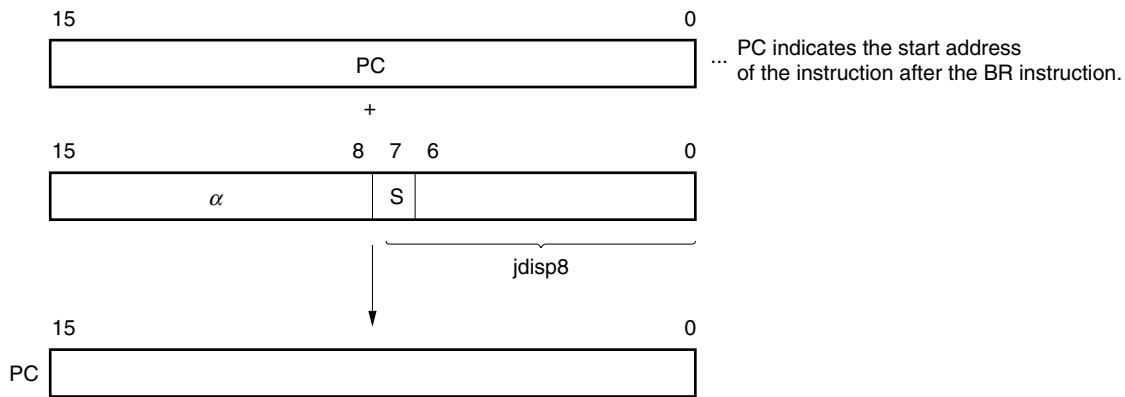 15 0
PC
... PC indicates the start address
of the instruction after the BR instruction.
+
15 8 7 6 0
α S
jdisp8
15 0
PC